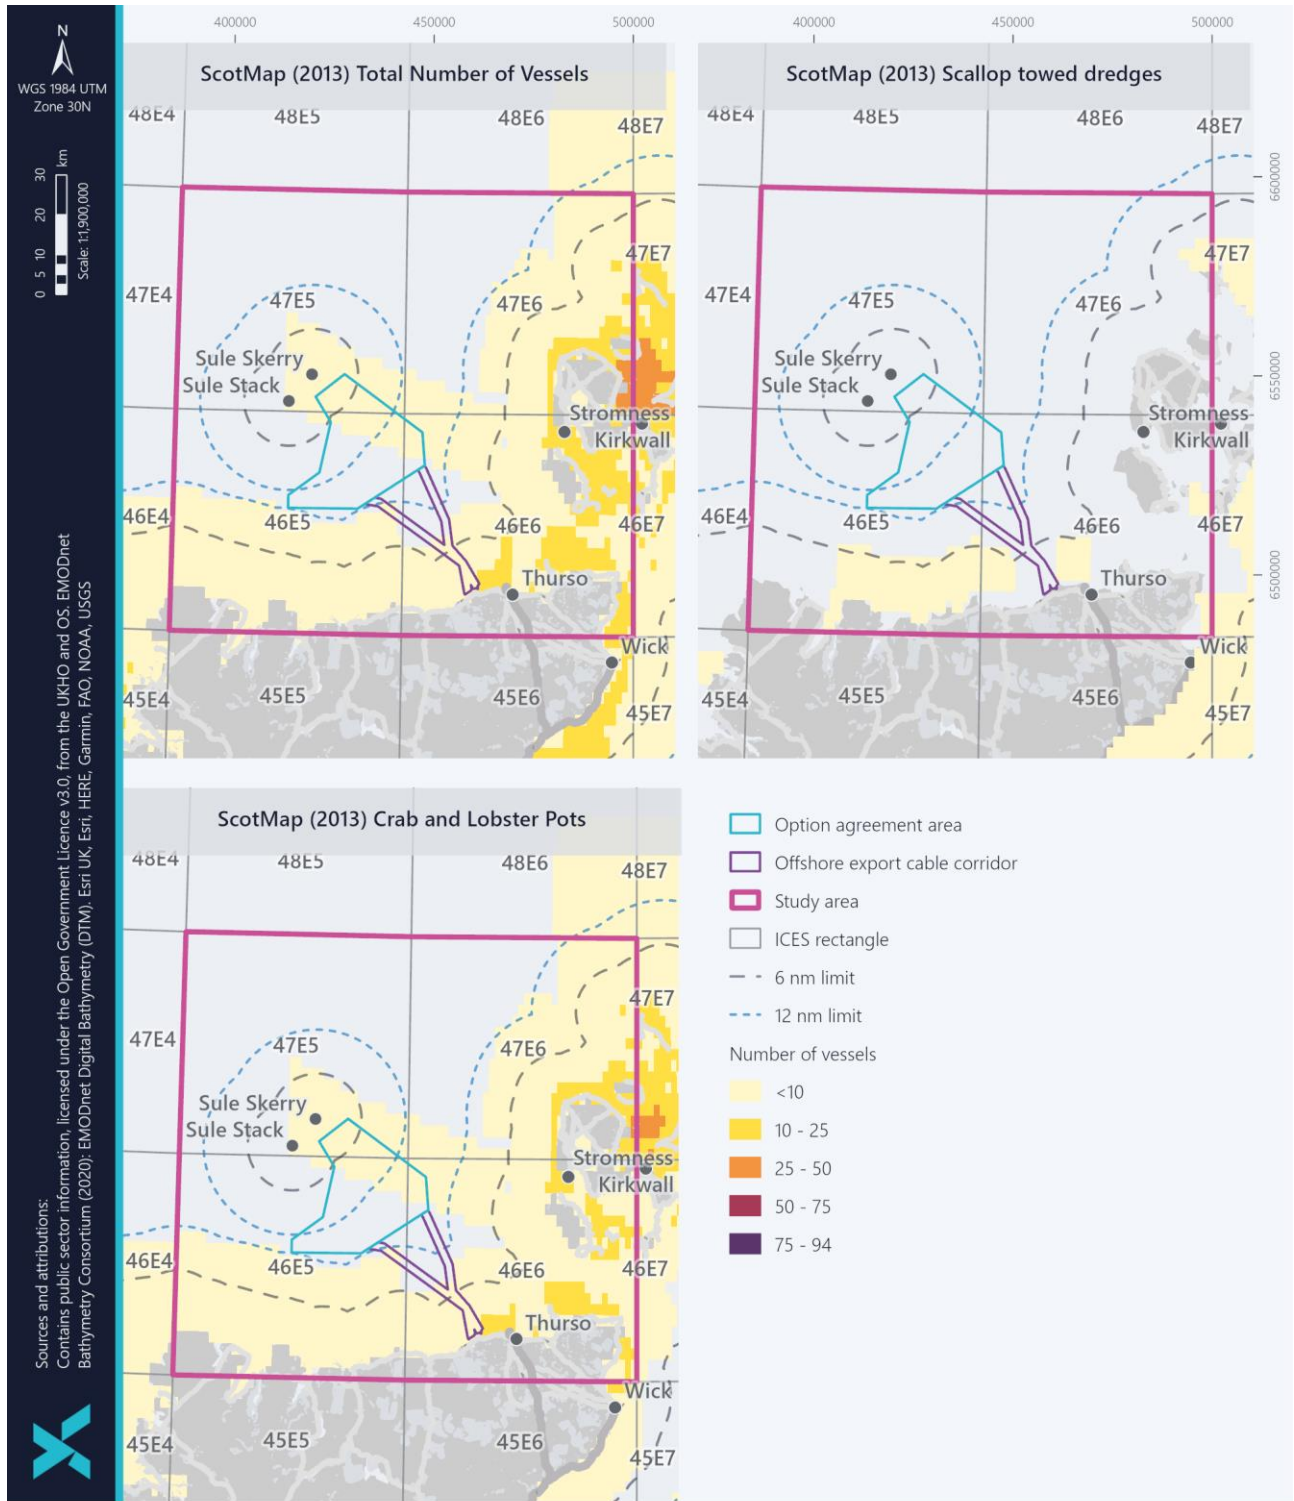 N
WGS 1984 UTM
Zone 30N
0 5 10 20 30 km
Scale: 1:1,900,000
Sources and attributions:
Contains public sector information, licensed under the Open Government Licence v3.0, from the UKHO and OS. EMODnet
Bathymetry Consortium (2020): EMODnet Digital Bathymetry (DTM). Esri UK, Esri, HERE, Garmin, FAO, NOAA, USGS
400000 450000 500000
ScotMap (2013) Total Number of Vessels
48E4 48E5 48E6 48E7
47E7
47E4 47E5 47E6
Sule Skerry
Sule Stack
Stromness
Kirkwall
46E4 46E5 46E6 46E7
Thurso
Wick
45E4 45E5 45E6 45E7
400000 450000 500000
ScotMap (2013) Scallop towed dredges
48E4 48E5 48E6 48E7
6600000
47E7
47E4 47E5 47E6
Sule Skerry
6550000
Sule Stack
Stromness
Kirkwall
46E4 46E5 46E6 46E7
Thurso
6500000
Wick
45E4 45E5 45E6 45E7
ScotMap (2013) Crab and Lobster Pots
48E4 48E5 48E6 48E7
47E7
47E4 47E5 47E6
Sule Skerry
Sule Stack
Stromness
Kirkwall
46E4 46E5 46E6 46E7
Thurso
Wick
45E4 45E5 45E6 45E7
Option agreement area
Offshore export cable corridor
Study area
ICES rectangle
6 nm limit
12 nm limit
Number of vessels
<10
10 - 25
25 - 50
50 - 75
75 - 94